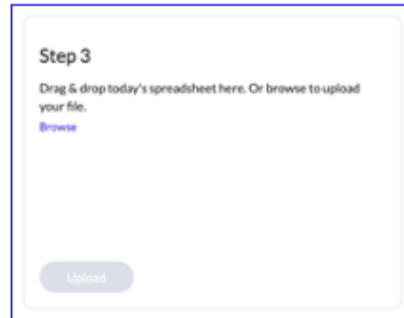 Step 3
Drag & drop today's spreadsheet here. Or browse to upload
your file.
Browse
Upload